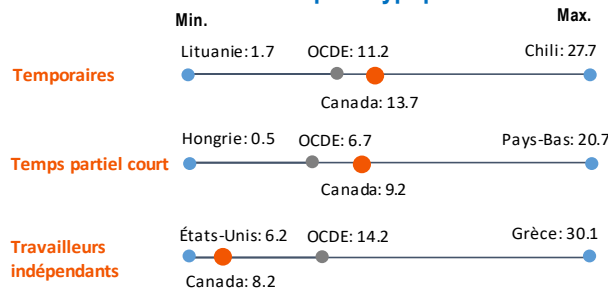 Min.
Max.
Lituanie: 1.7
OCDE: 11.2
Chili: 27.7
Temporaires
Canada: 13.7
Hongrie: 0.5
OCDE: 6.7
Pays-Bas: 20.7
Temps partiel court
Canada: 9.2
États-Unis: 6.2
OCDE: 14.2
Grèce: 30.1
Travailleurs
indépendants
Canada: 8.2